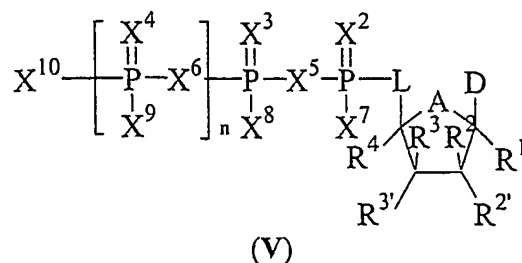 X⁴ X³ X²
X¹⁰ P X⁶ P X⁵ P L D
X⁹ n X⁸ X⁷ A
R⁴ R³ R² R¹
R³' R²'
(V)